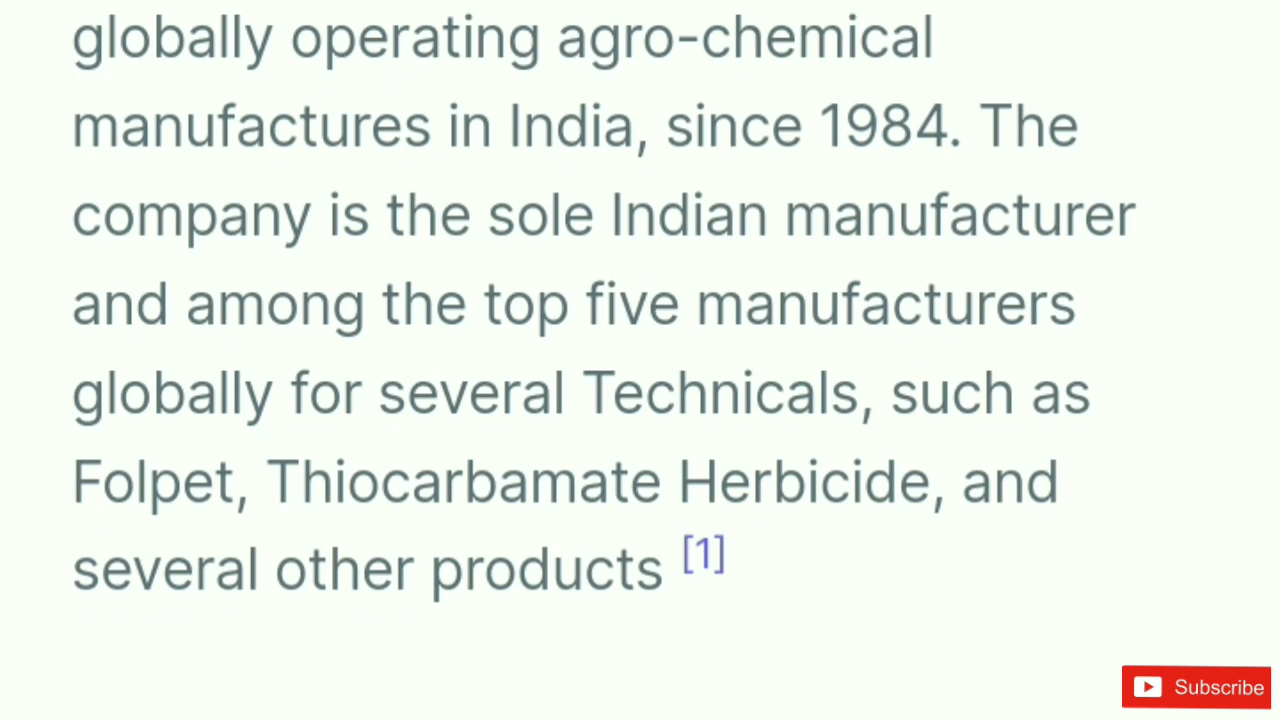 globally operating agro-chemical
manufactures in India, since 1984. The
company is the sole Indian manufacturer
and among the top five manufacturers
globally for several Technicals, such as
Folpet, Thiocarbamate Herbicide, and
several other products [1]
Subscribe